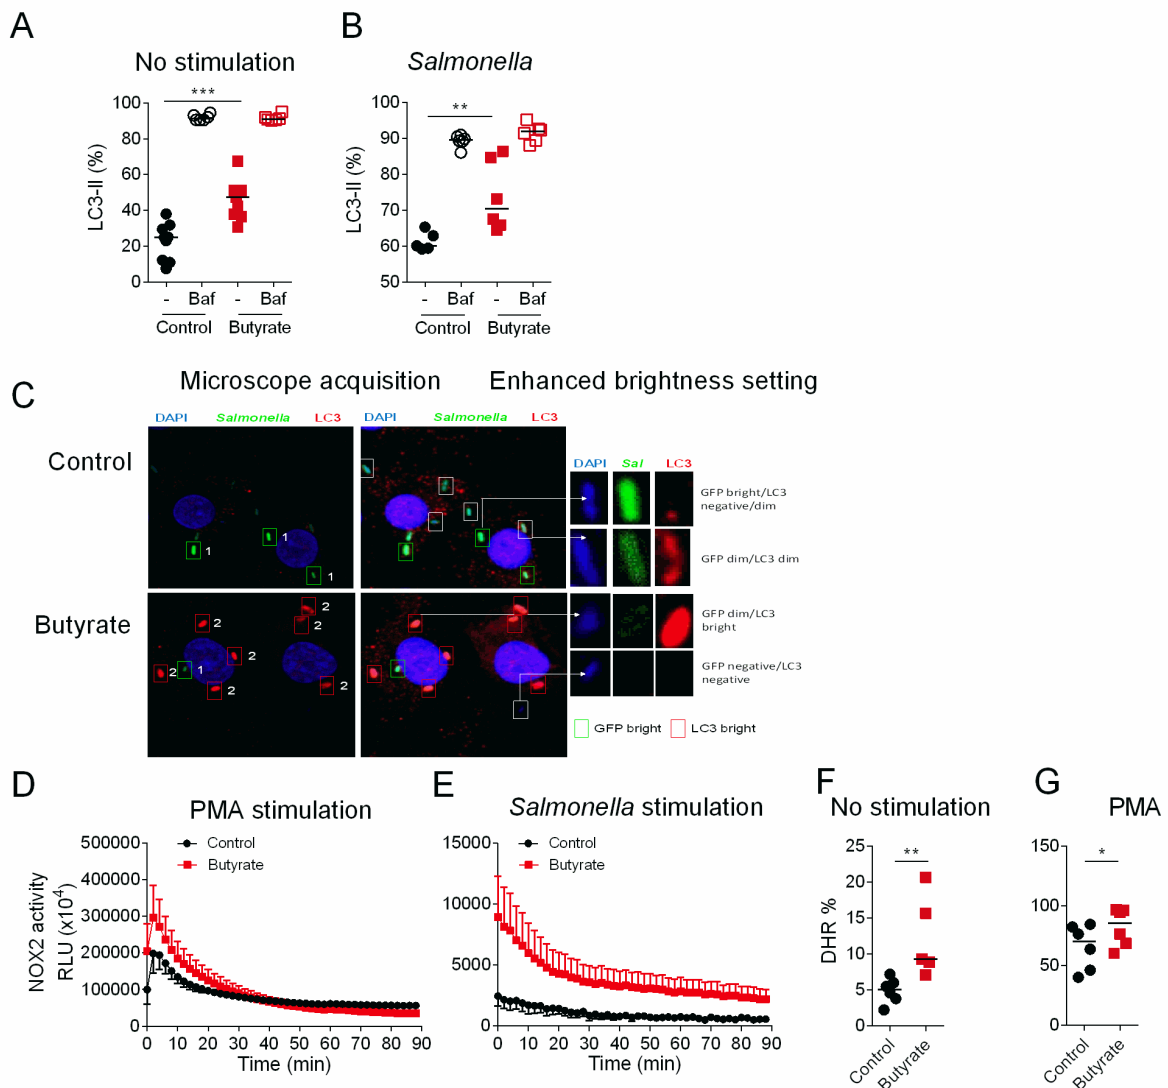 A
No stimulation
***
100
80
60
40
20
0
LC3-II (%)
- Baf - Baf
Control Butyrate
B
Salmonella
**
100
90
80
70
60
50
LC3-II (%)
- Baf - Baf
Control Butyrate
C
Microscope acquisition Enhanced brightness setting
DAPI Salmonella LC3 DAPI Salmonella LC3
Control
DAPI Sal LC3
GFP bright/LC3
negative/dim
1 1
1
GFP dim/LC3 dim
Butyrate
2
2 2
2 2
1
2 2
GFP dim/LC3
bright
GFP negative/LC3
negative
GFP bright LC3 bright
D
PMA stimulation
Control
Butyrate
500000
400000
300000
200000
100000
0
NOX2 activity
RLU (x10⁴)
0 10 20 30 40 50 60 70 80 90
Time (min)
E
Salmonella stimulation
Control
Butyrate
15000
10000
5000
0
0 10 20 30 40 50 60 70 80 90
Time (min)
F
No stimulation
**
25
20
15
10
5
0
DHR %
Control
Butyrate
G
PMA
*
150
100
50
0
Control
Butyrate